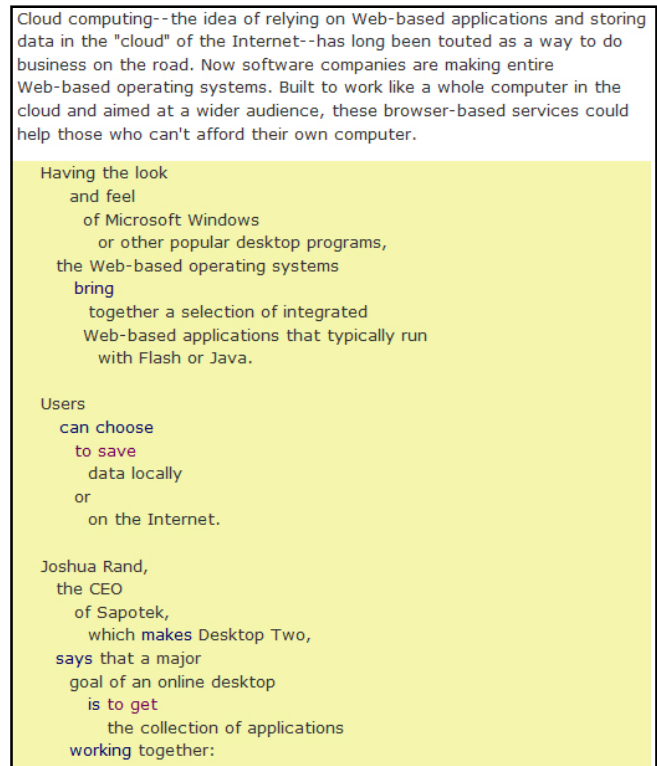 Cloud computing--the idea of relying on Web-based applications and storing
data in the "cloud" of the Internet--has long been touted as a way to do
business on the road. Now software companies are making entire
Web-based operating systems. Built to work like a whole computer in the
cloud and aimed at a wider audience, these browser-based services could
help those who can't afford their own computer.
Having the look
and feel
of Microsoft Windows
or other popular desktop programs,
the Web-based operating systems
bring
together a selection of integrated
Web-based applications that typically run
with Flash or Java.
Users
can choose
to save
data locally
or
on the Internet.
Joshua Rand,
the CEO
of Sapotek,
which makes Desktop Two,
says that a major
goal of an online desktop
is to get
the collection of applications
working together: